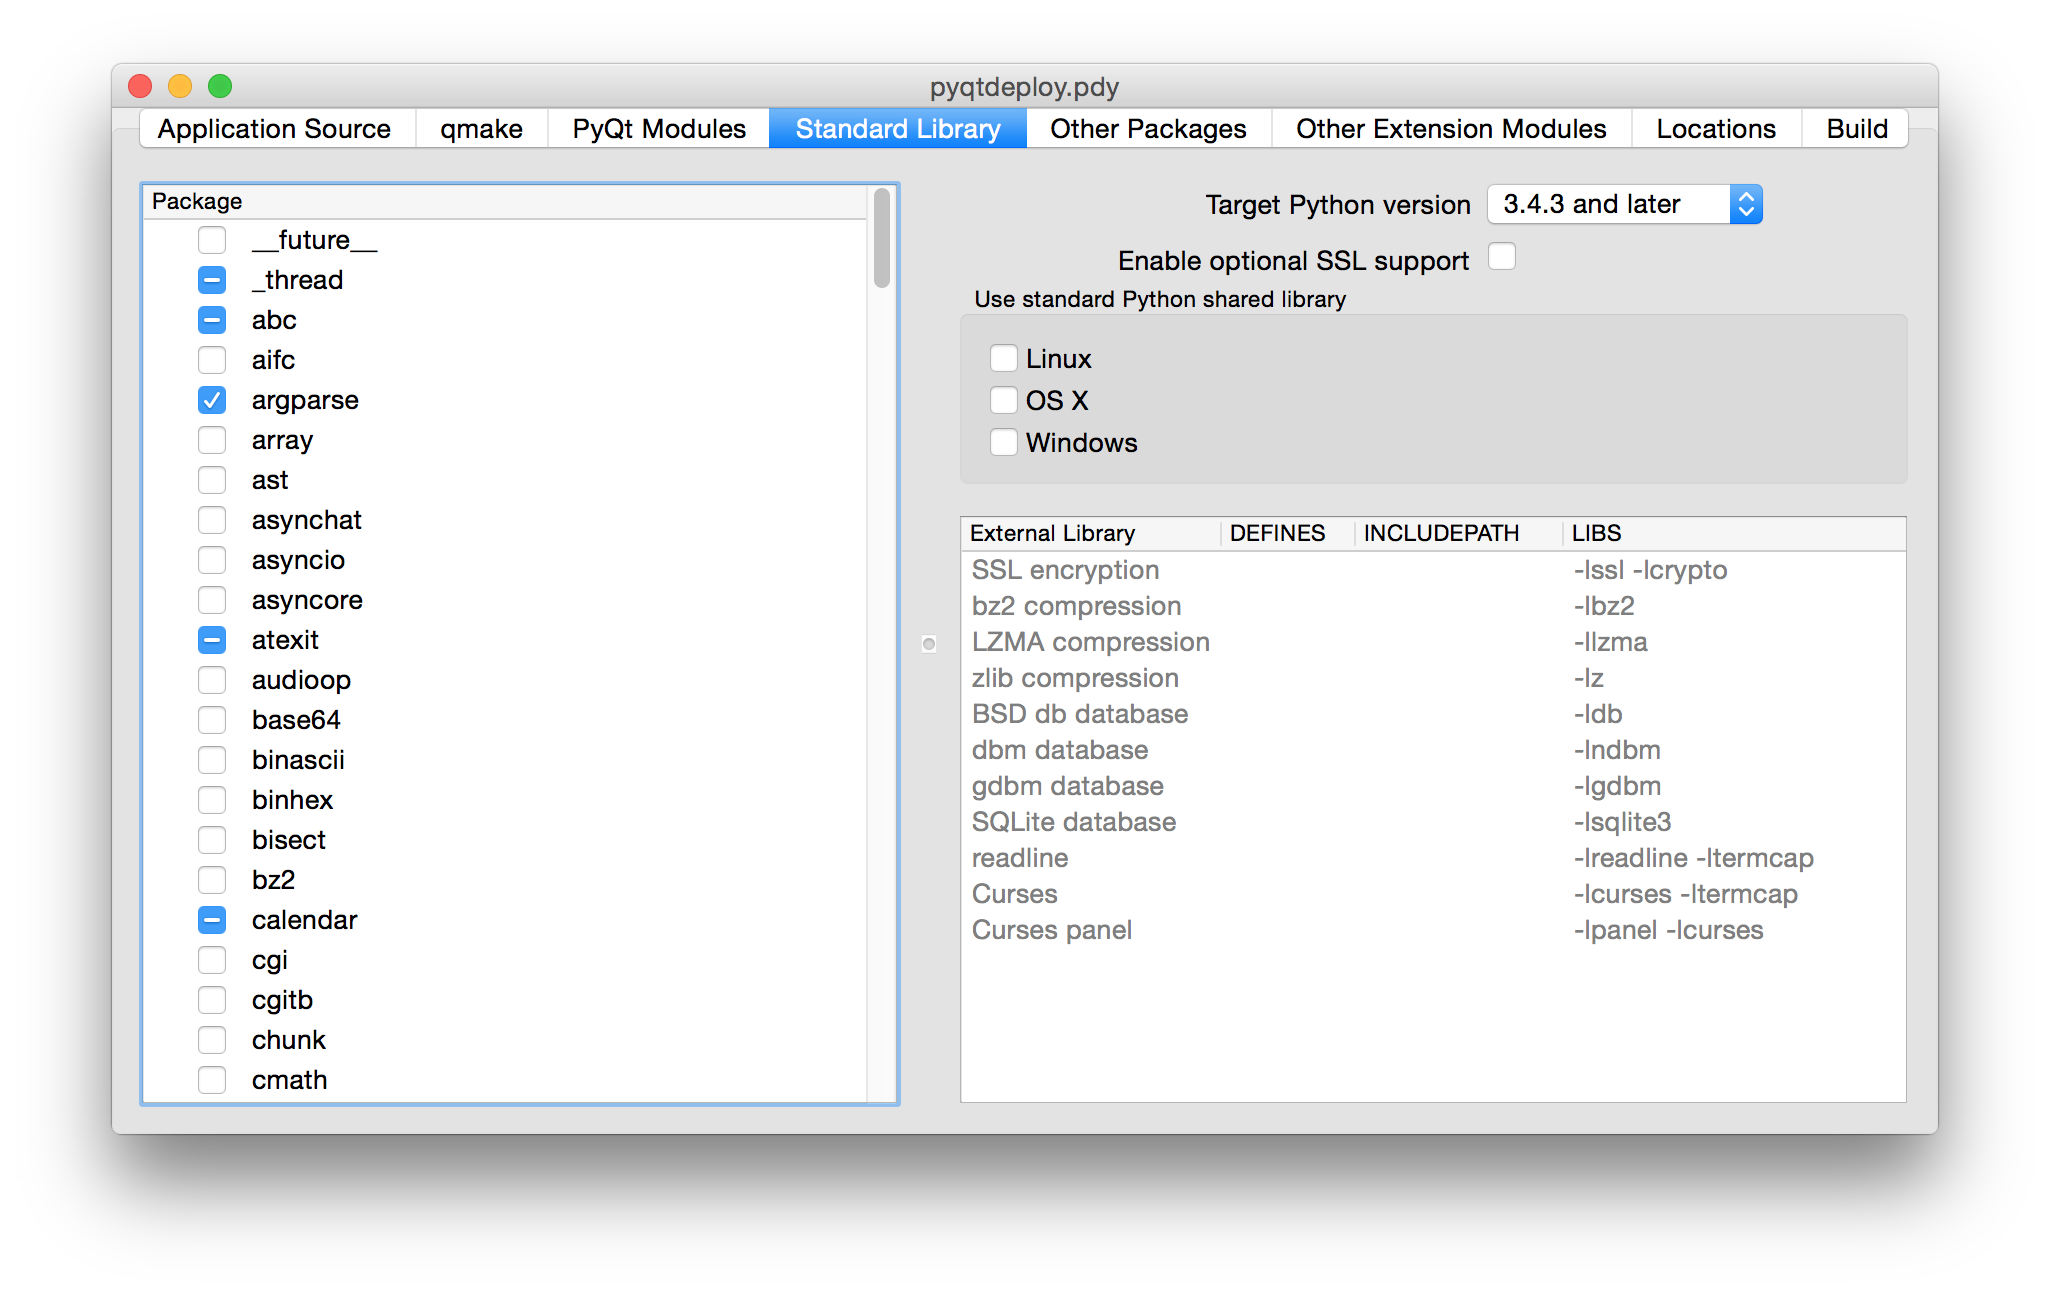 pyqtdeploy.pdy
Application Source qmake PyQt Modules Standard Library Other Packages Other Extension Modules Locations Build
Package
__future__
_thread
abc
aifc
argparse
array
ast
asynchat
asyncio
asyncore
atexit
audioop
base64
binascii
binhex
bisect
bz2
calendar
cgi
cgitb
chunk
cmath
Target Python version 3.4.3 and later
Enable optional SSL support
Use standard Python shared library
Linux
OS X
Windows
External Library DEFINES INCLUDEPATH LIBS
SSL encryption -lssl -lcrypto
bz2 compression -lbz2
LZMA compression -llzma
zlib compression -lz
BSD db database -ldb
dbm database -lndbm
gdbm database -lgdbm
SQLite database -lsqlite3
readline -lreadline -ltermcap
Curses -lcurses -ltermcap
Curses panel -lpanel -lcurses